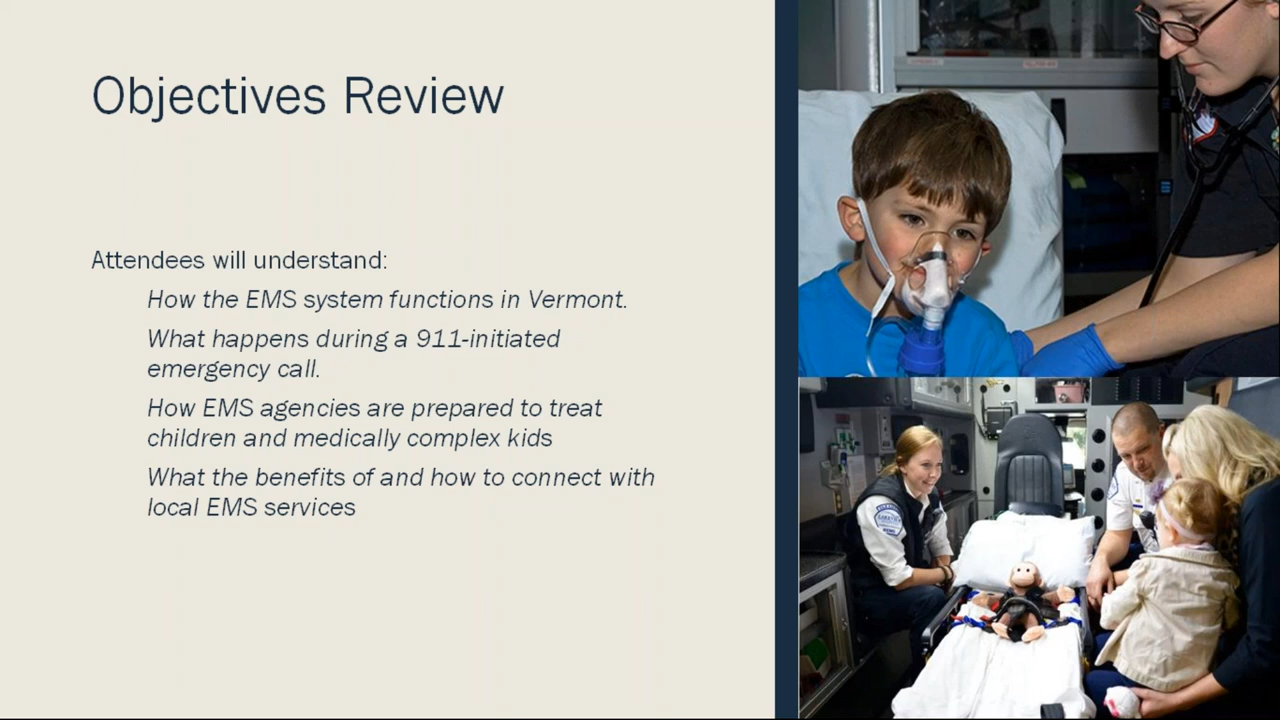 Objectives Review
Attendees will understand:
How the EMS system functions in Vermont.
What happens during a 911-initiated
emergency call.
How EMS agencies are prepared to treat
children and medically complex kids
What the benefits of and how to connect with
local EMS services